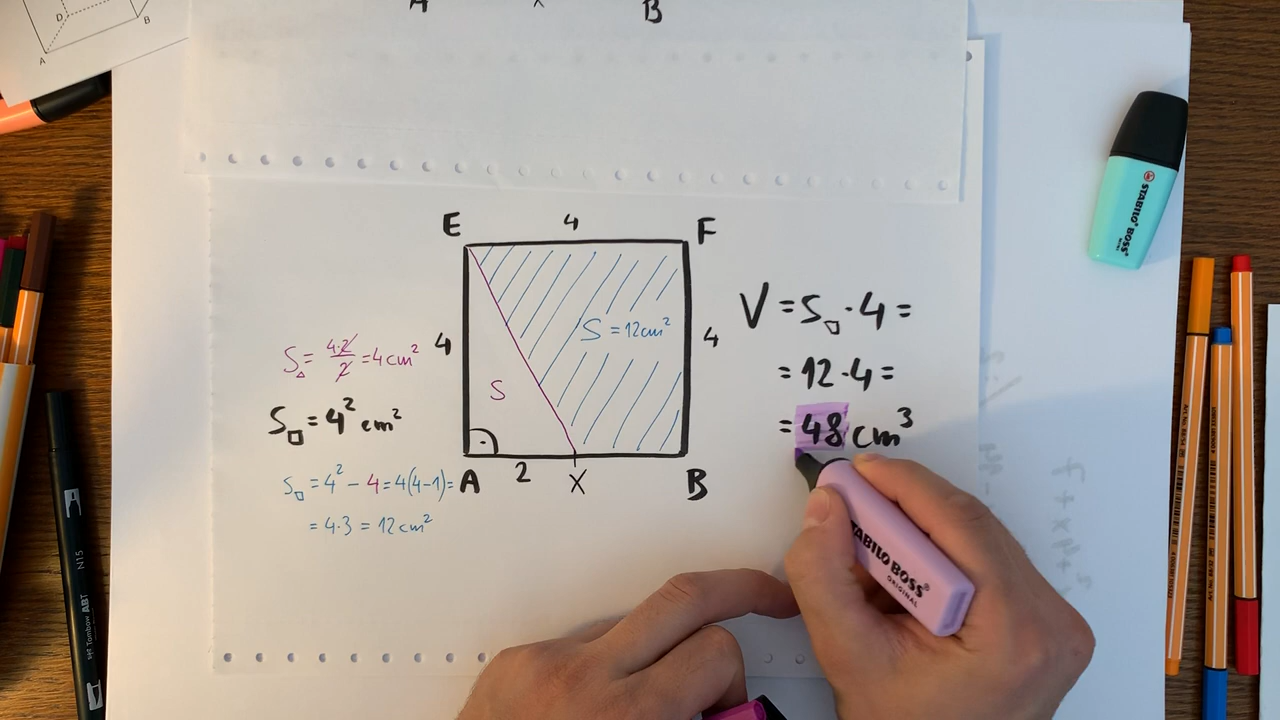 A X B
D B
A
E 4 F
4 S S = 12cm² 4
A 2 X B
S△ = 4·2/2 = 4cm²
S□ = 4² cm²
S▱ = 4² - 4 = 4(4-1) =
= 4·3 = 12cm²
V = S▱ · 4 =
= 12·4 =
= 48 cm³
STABILO BOSS
ORIGINAL
STABILO BOSS
N15
Tombow ABT